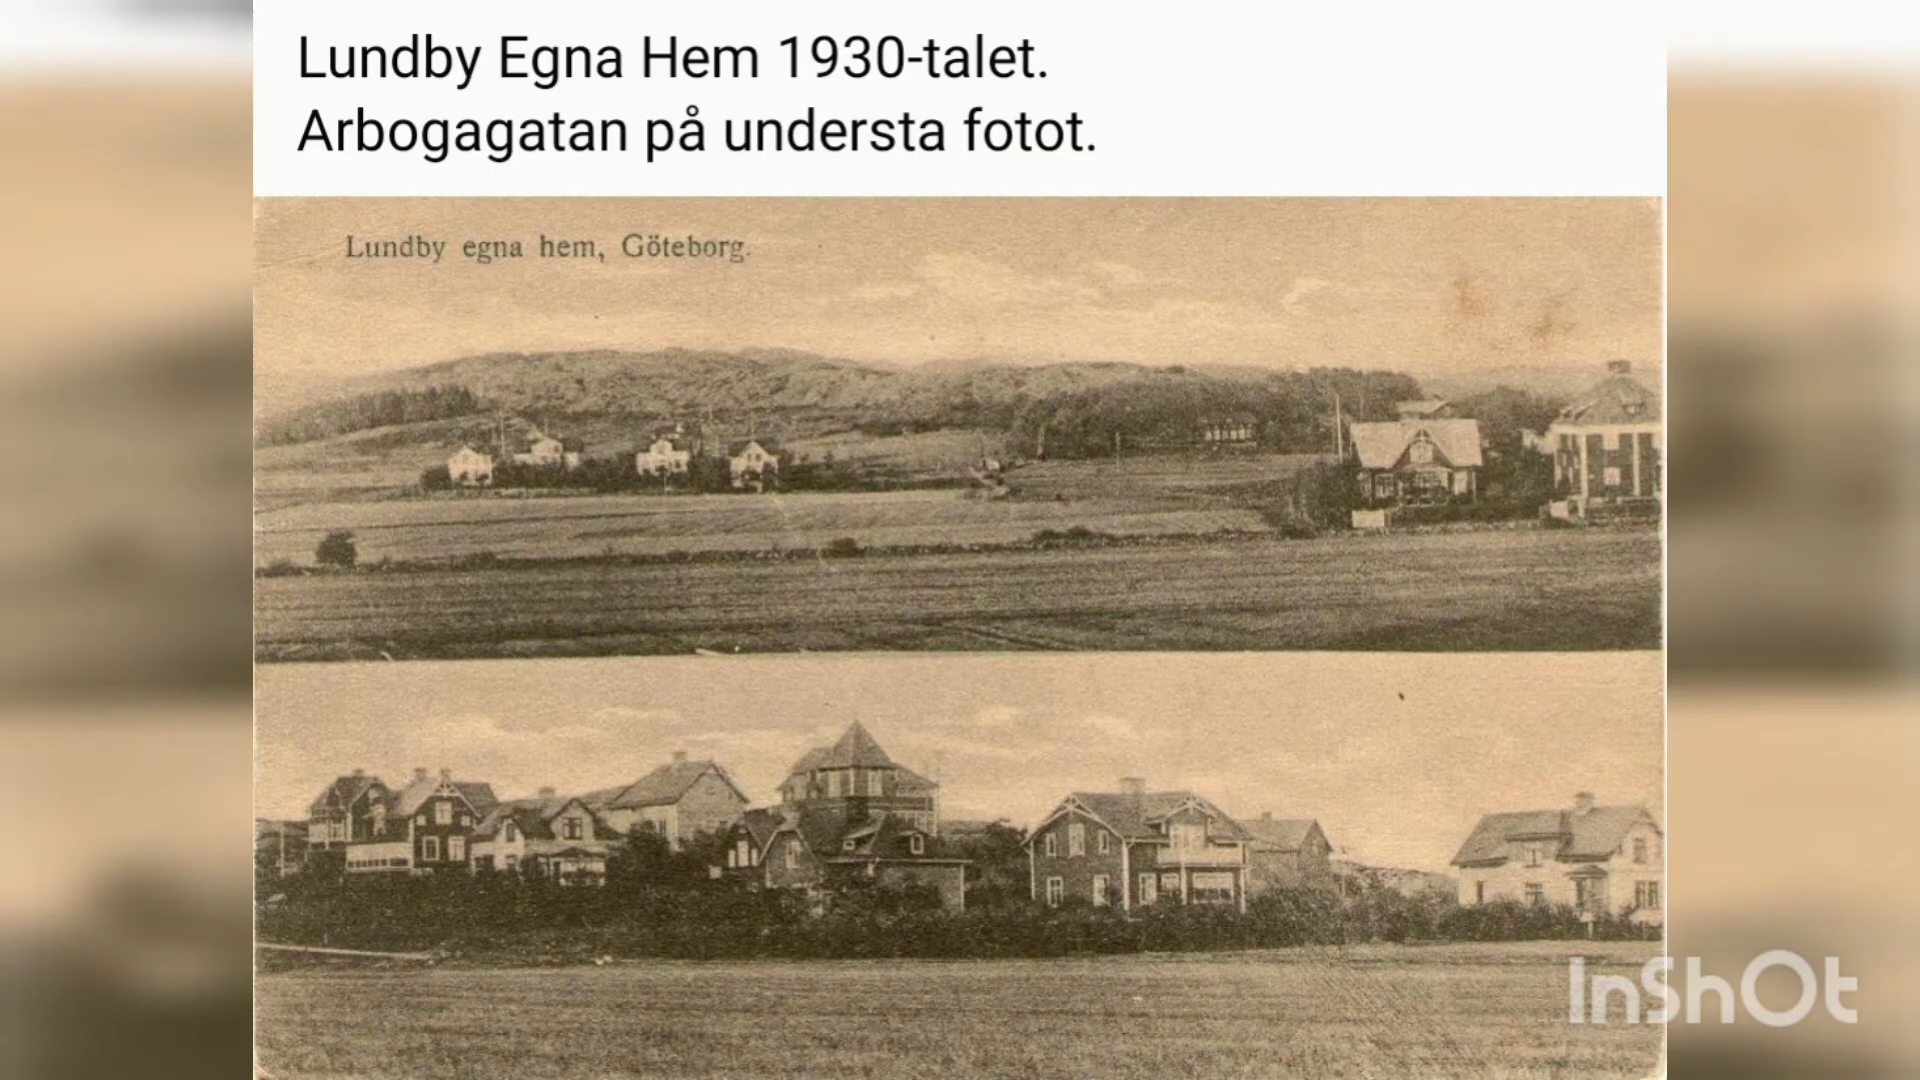 Lundby Egna Hem 1930-talet.
Arbogagatan på understa fotot.
Lundby egna hem, Göteborg.
InShOt